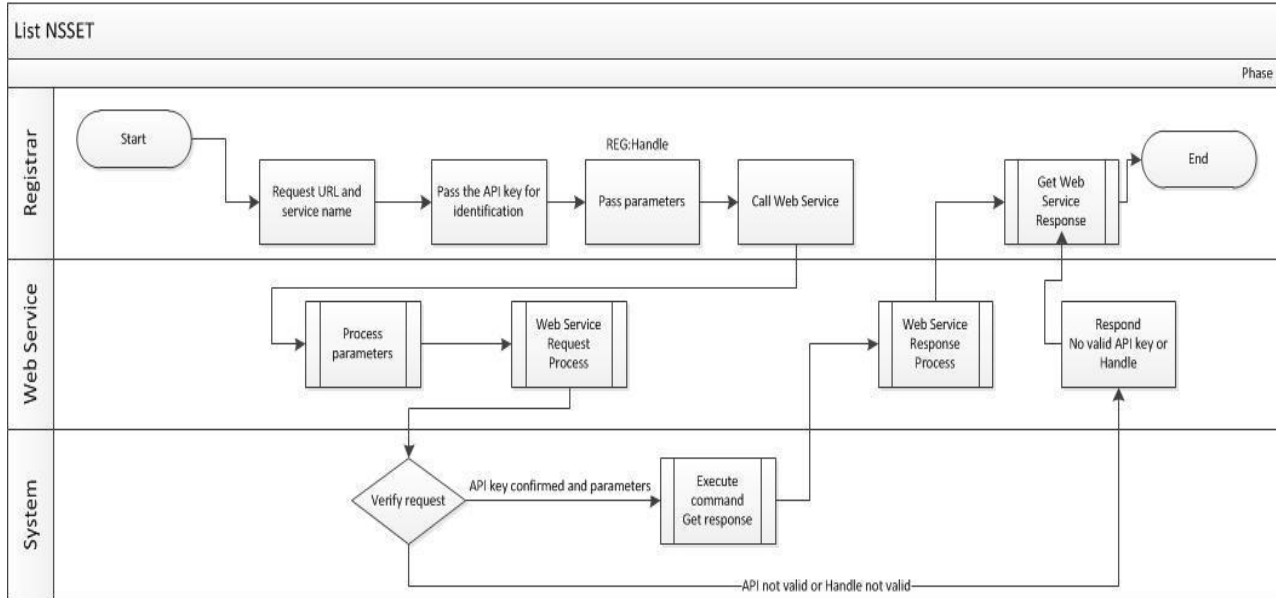 List NSSET
Phase
Registrar
Start
Request URL and
service name
Pass the API key for
identification
REG:Handle
Pass parameters
Call Web Service
Get Web
Service
Response
End
Web Service
Process
parameters
Web Service
Request
Process
Web Service
Response
Process
Respond
No valid API key or
Handle
System
Verify request
API key confirmed and parameters
Execute
command
Get response
API not valid or Handle not valid